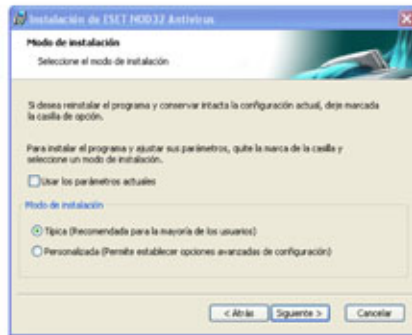 Instalación de ESET NOD32 Antivirus
Modo de instalación
Seleccione el modo de instalación
Si desea reinstalar el programa y conservar intacta la configuración actual, deje marcada
la casilla de opción.
Para instalar el programa y ajustar sus parámetros, quite la marca de la casilla y
seleccione un modo de instalación.
Usar los parámetros actuales
Modo de instalación
Típica (Recomendada para la mayoría de los usuarios)
Personalizada (Permite establecer opciones avanzadas de configuración)
< Atrás Siguiente > Cancelar